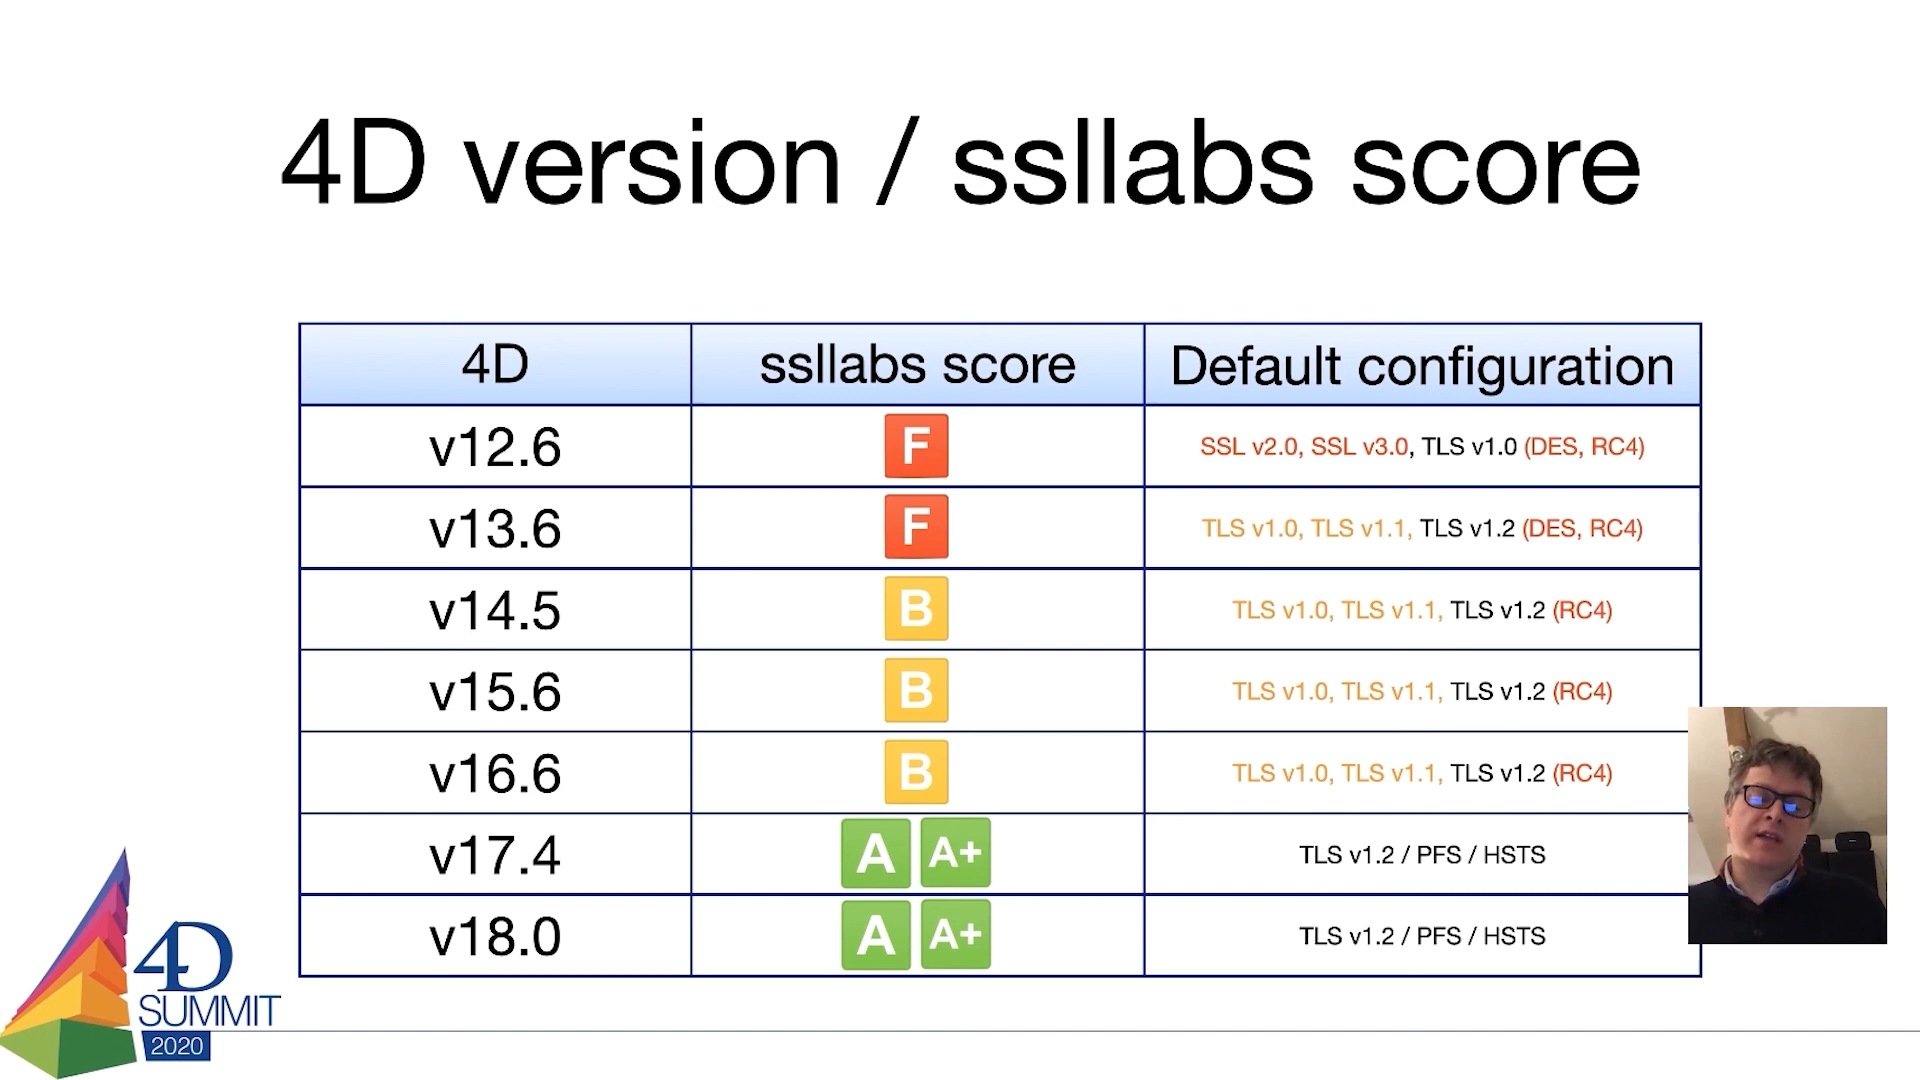 4D version / ssllabs score
4D ssllabs score Default configuration
v12.6 F SSL v2.0, SSL v3.0, TLS v1.0 (DES, RC4)
v13.6 F TLS v1.0, TLS v1.1, TLS v1.2 (DES, RC4)
v14.5 B TLS v1.0, TLS v1.1, TLS v1.2 (RC4)
v15.6 B TLS v1.0, TLS v1.1, TLS v1.2 (RC4)
v16.6 B TLS v1.0, TLS v1.1, TLS v1.2 (RC4)
v17.4 A A+ TLS v1.2 / PFS / HSTS
v18.0 A A+ TLS v1.2 / PFS / HSTS
4D
SUMMIT
2020